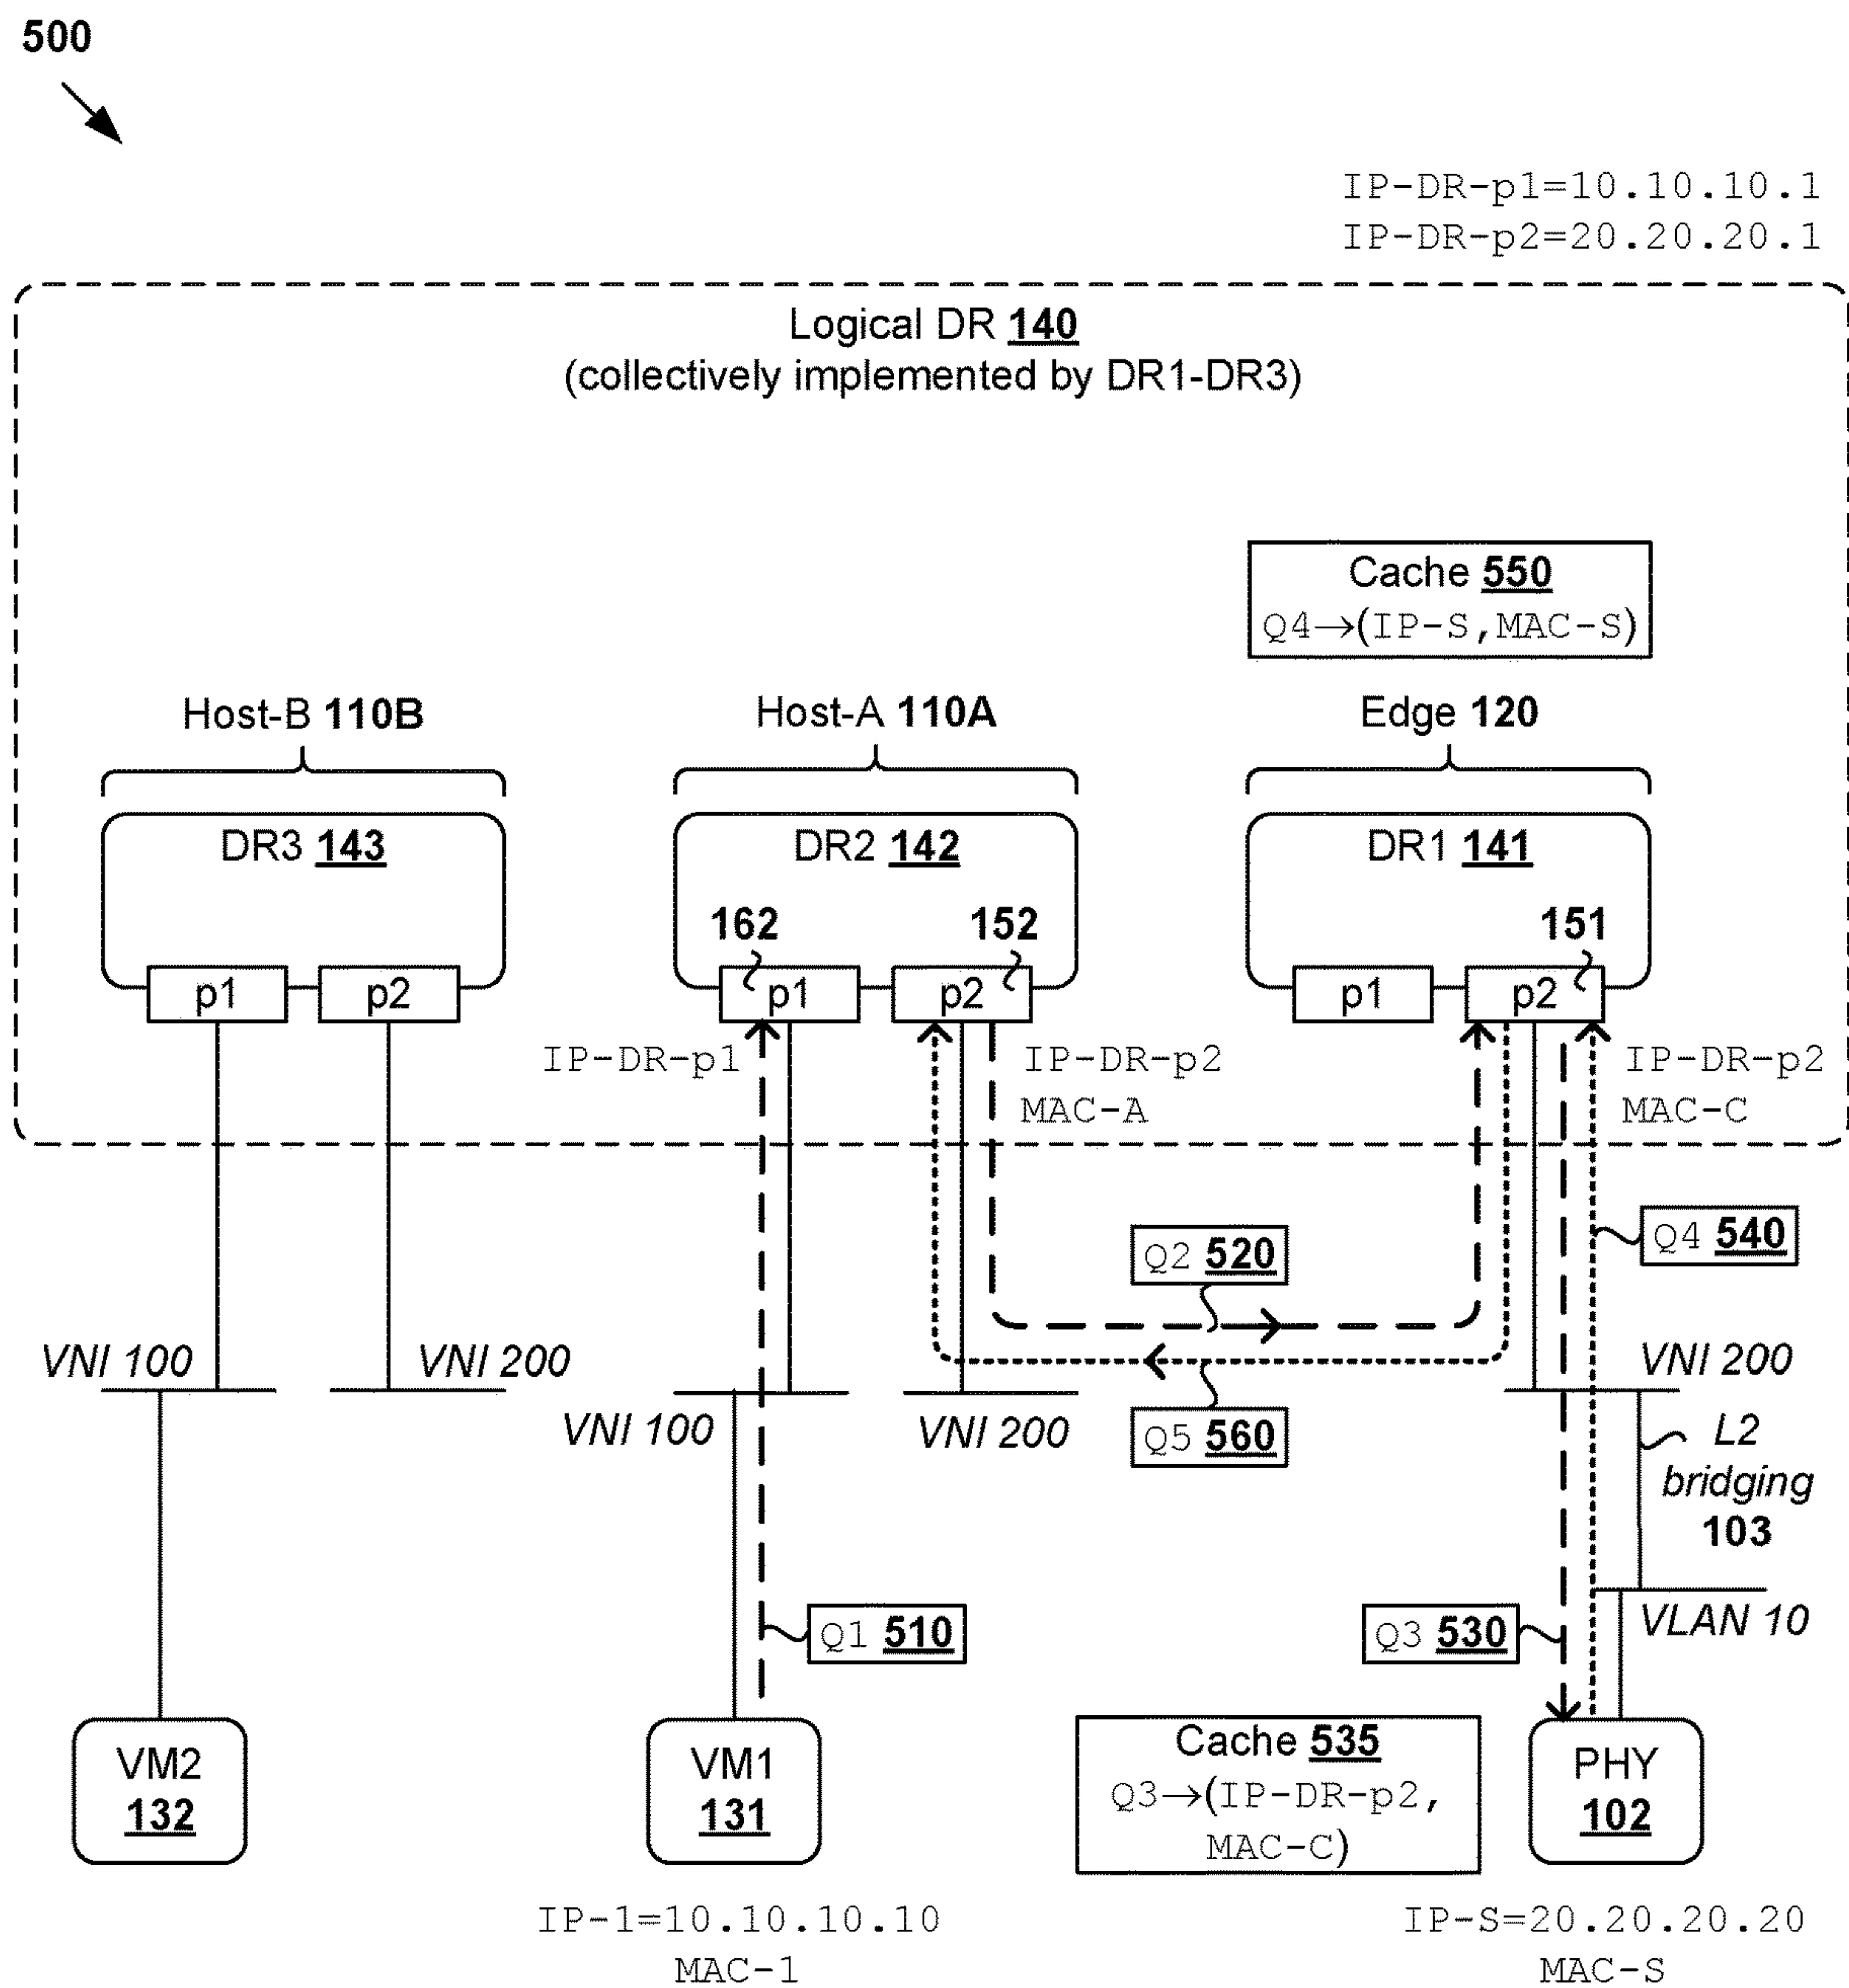 500
IP-DR-p1=10.10.10.1
IP-DR-p2=20.20.20.1
Logical DR 140
(collectively implemented by DR1-DR3)
Cache 550
Q4→(IP-S,MAC-S)
Host-B 110B
Host-A 110A
Edge 120
DR3 143
DR2 142
DR1 141
162
152
151
p1
p2
p1
p2
p1
p2
IP-DR-p1
IP-DR-p2
MAC-A
IP-DR-p2
MAC-C
Q2 520
Q4 540
VNI 100
VNI 200
VNI 100
VNI 200
Q5 560
VNI 200
L2
bridging
103
Q1 510
Q3 530
VLAN 10
VM2
132
VM1
131
Cache 535
Q3→(IP-DR-p2,
MAC-C)
PHY
102
IP-1=10.10.10.10
MAC-1
IP-S=20.20.20.20
MAC-S